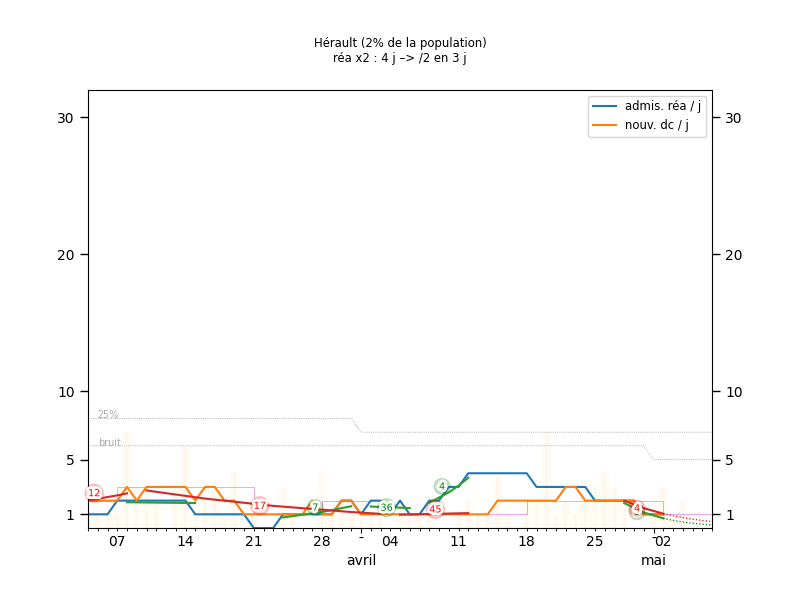 Hérault (2% de la population)
réa x2 : 4 j –> /2 en 3 j
admis. réa / j
nouv. dc / j
30 30
20 20
10 10
25%
bruit
5 5
12 17 7 36 45 4 4
1 1
07 14 21 28 - 04 11 18 25 - 02
avril mai